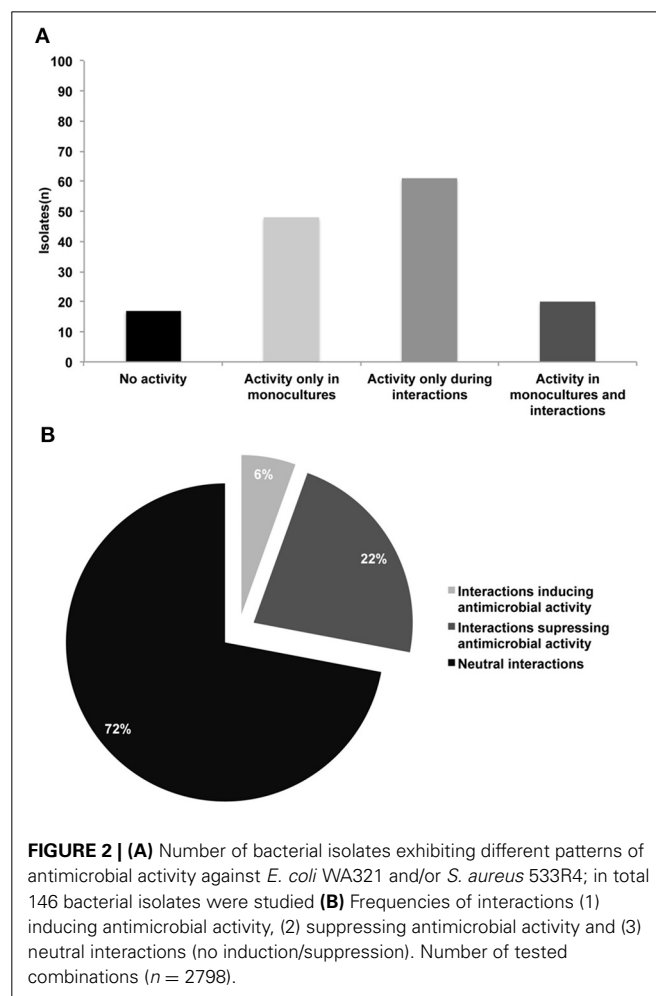 A
Isolates(n)
100
90
80
70
60
50
40
30
20
10
0
No activity
Activity only in
monocultures
Activity only during
interactions
Activity in
monocultures and
interactions
B
6%
22%
72%
Interactions inducing
antimicrobial activity
Interactions supressing
antimicrobial activity
Neutral interactions
FIGURE 2 | (A) Number of bacterial isolates exhibiting different patterns of
antimicrobial activity against E. coli WA321 and/or S. aureus 533R4; in total
146 bacterial isolates were studied (B) Frequencies of interactions (1)
inducing antimicrobial activity, (2) suppressing antimicrobial activity and (3)
neutral interactions (no induction/suppression). Number of tested
combinations (n = 2798).